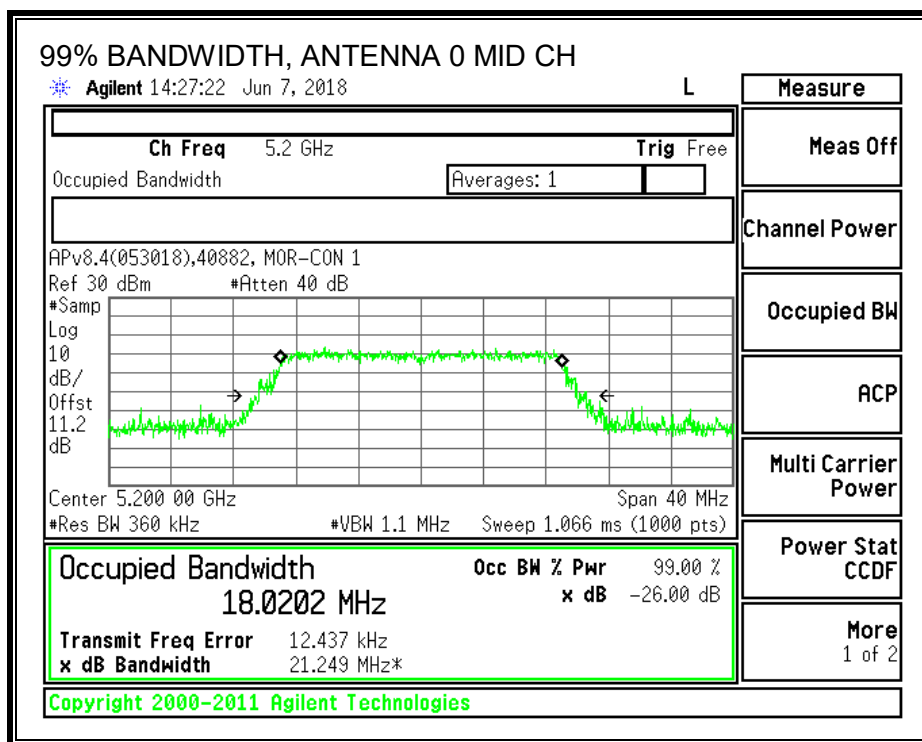 99% BANDWIDTH, ANTENNA 0 MID CH
Agilent 14:27:22 Jun 7, 2018 L
Measure
Ch Freq 5.2 GHz Trig Free
Meas Off
Occupied Bandwidth Averages: 1
Channel Power
APv8.4(053018),40882, MOR-CON 1
Ref 30 dBm #Atten 40 dB
#Samp
Log
10
dB/
Offst
11.2
dB
Occupied BW
ACP
Multi Carrier
Power
Center 5.200 00 GHz Span 40 MHz
#Res BW 360 kHz #VBW 1.1 MHz Sweep 1.066 ms (1000 pts)
Power Stat
CCDF
Occupied Bandwidth Occ BW % Pwr 99.00 %
18.0202 MHz x dB -26.00 dB
Transmit Freq Error 12.437 kHz
x dB Bandwidth 21.249 MHz*
More
1 of 2
Copyright 2000-2011 Agilent Technologies